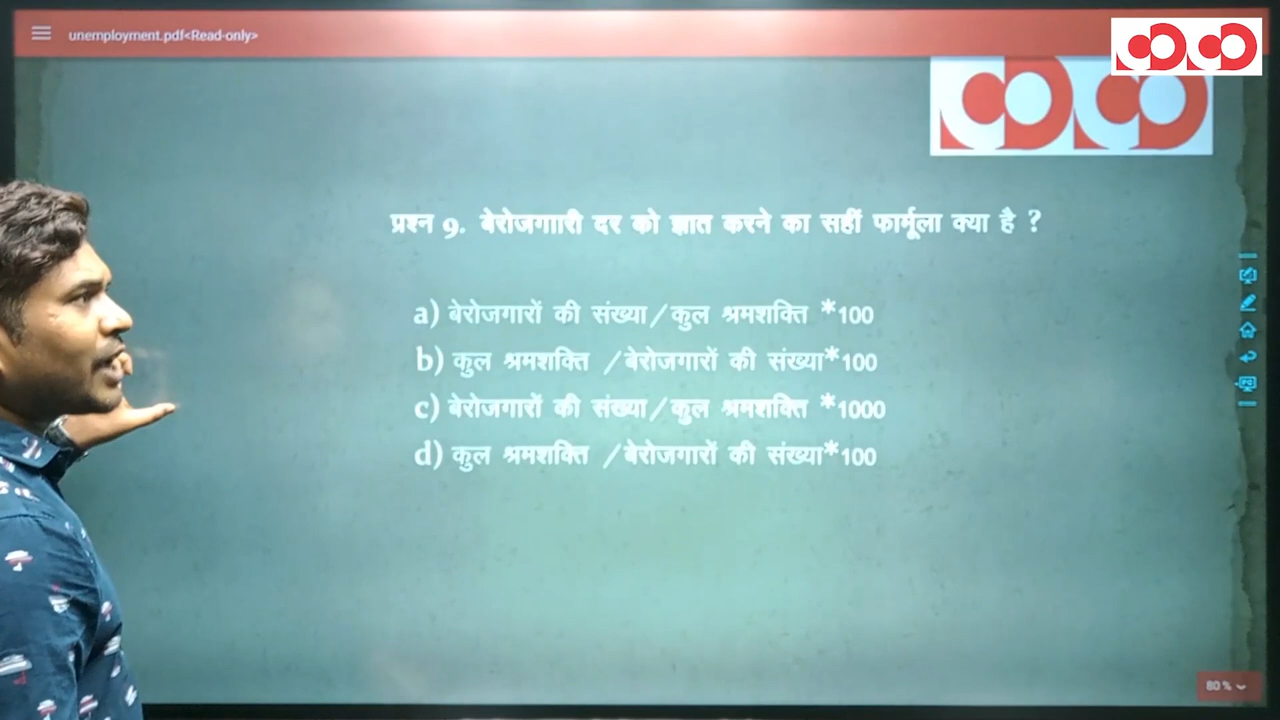 unemployment.pdf<Read-only>
प्रश्न 9. बेरोजगाारी दर को ज्ञात करने का सहीं फार्मूला क्या है ?
a) बेरोजगारों की संख्या/कुल श्रमशक्ति *100
b) कुल श्रमशक्ति /बेरोजगारों की संख्या*100
c) बेरोजगारों की संख्या/कुल श्रमशक्ति *1000
d) कुल श्रमशक्ति /बेरोजगारों की संख्या*100
PC
80 %